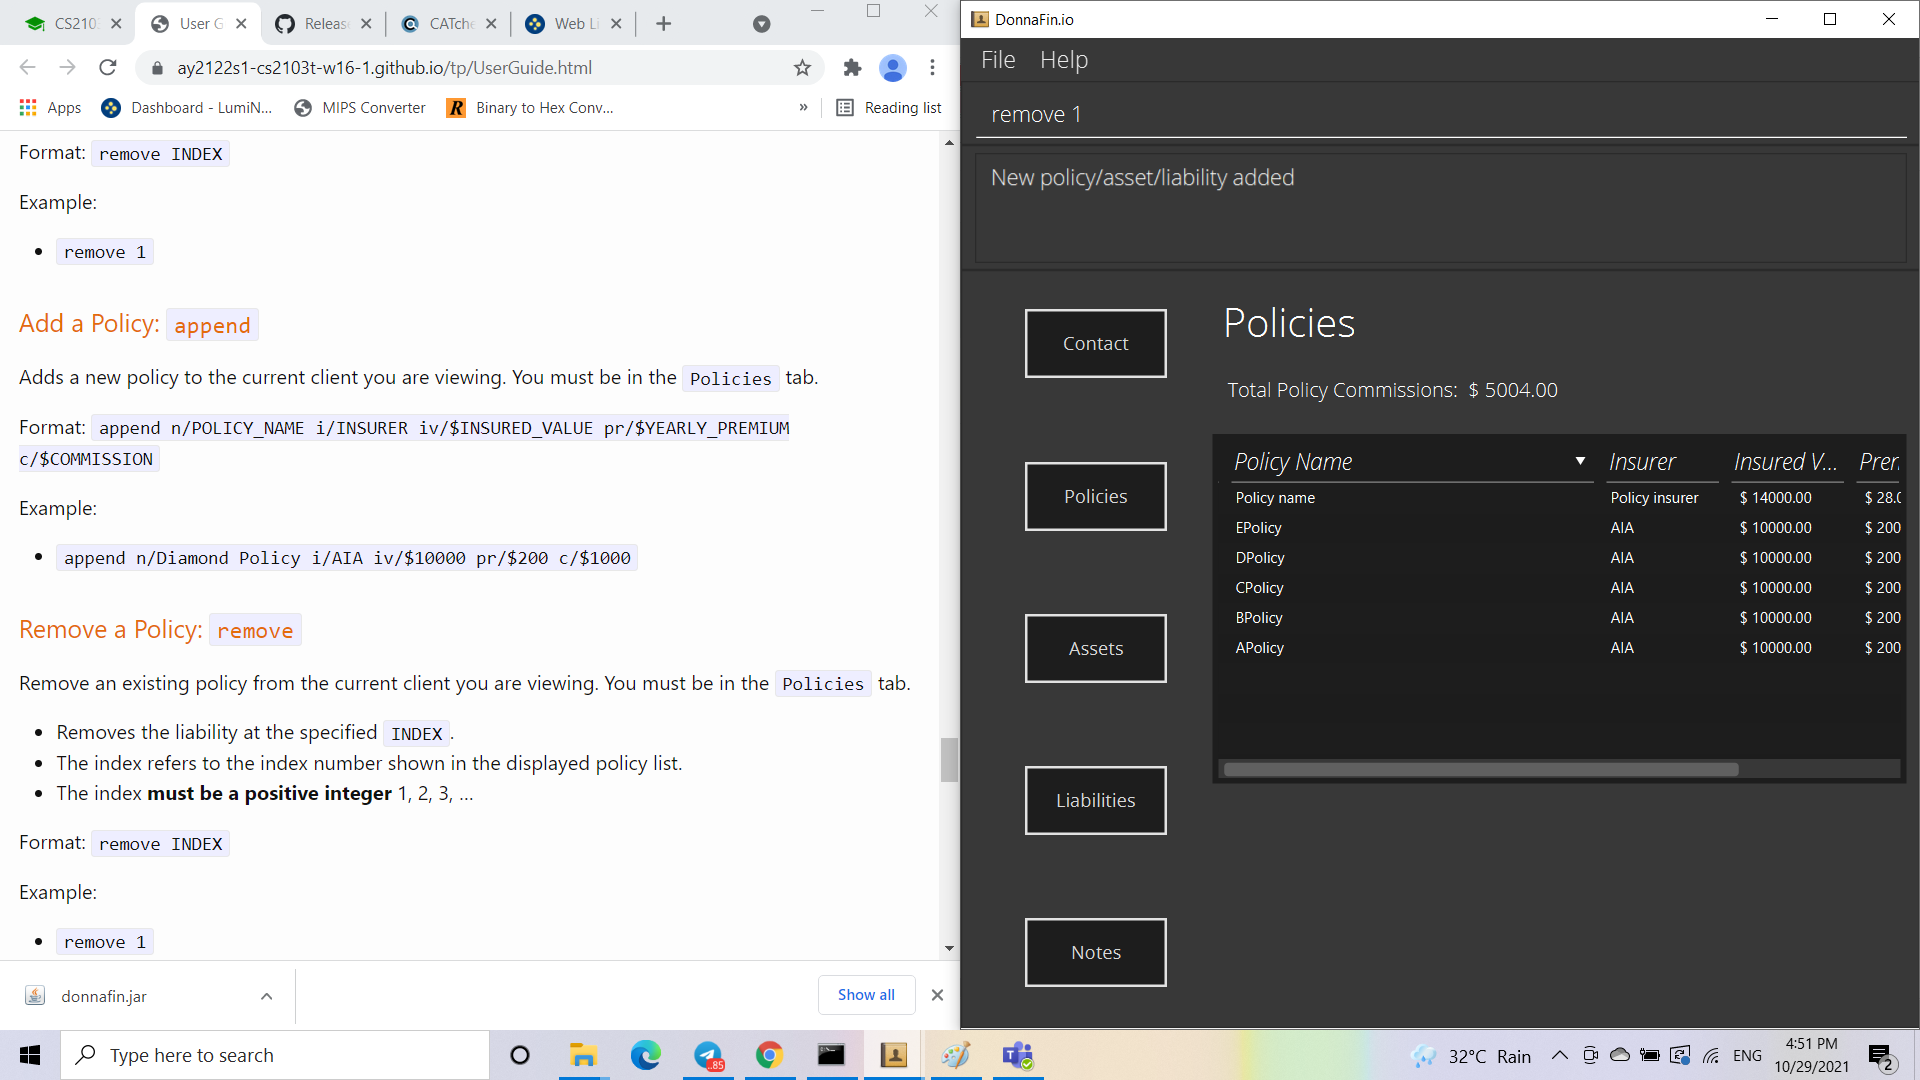 CS210
User G
Release
CATche
Web Li
ay2122s1-cs2103t-w16-1.github.io/tp/UserGuide.html
Apps
Dashboard - LumiN...
MIPS Converter
R
Binary to Hex Conv...
»
Reading list
Format: remove INDEX
Example:
• remove 1
Add a Policy: append
Adds a new policy to the current client you are viewing. You must be in the Policies tab.
Format: append n/POLICY_NAME i/INSURER iv/$INSURED_VALUE pr/$YEARLY_PREMIUM
c/$COMMISSION
Example:
• append n/Diamond Policy i/AIA iv/$10000 pr/$200 c/$1000
Remove a Policy: remove
Remove an existing policy from the current client you are viewing. You must be in the Policies tab.
• Removes the liability at the specified INDEX.
• The index refers to the index number shown in the displayed policy list.
• The index must be a positive integer 1, 2, 3, ...
Format: remove INDEX
Example:
• remove 1
donnafin.jar
Show all
DonnaFin.io
File Help
remove 1
New policy/asset/liability added
Contact
Policies
Assets
Liabilities
Notes
Policies
Total Policy Commissions: $ 5004.00
Policy Name Insurer Insured V... Prer
Policy name Policy insurer $ 14000.00 $ 28.0
EPolicy AIA $ 10000.00 $ 200
DPolicy AIA $ 10000.00 $ 200
CPolicy AIA $ 10000.00 $ 200
BPolicy AIA $ 10000.00 $ 200
APolicy AIA $ 10000.00 $ 200
Type here to search
..85
32°C Rain
ENG
4:51 PM
10/29/2021
2